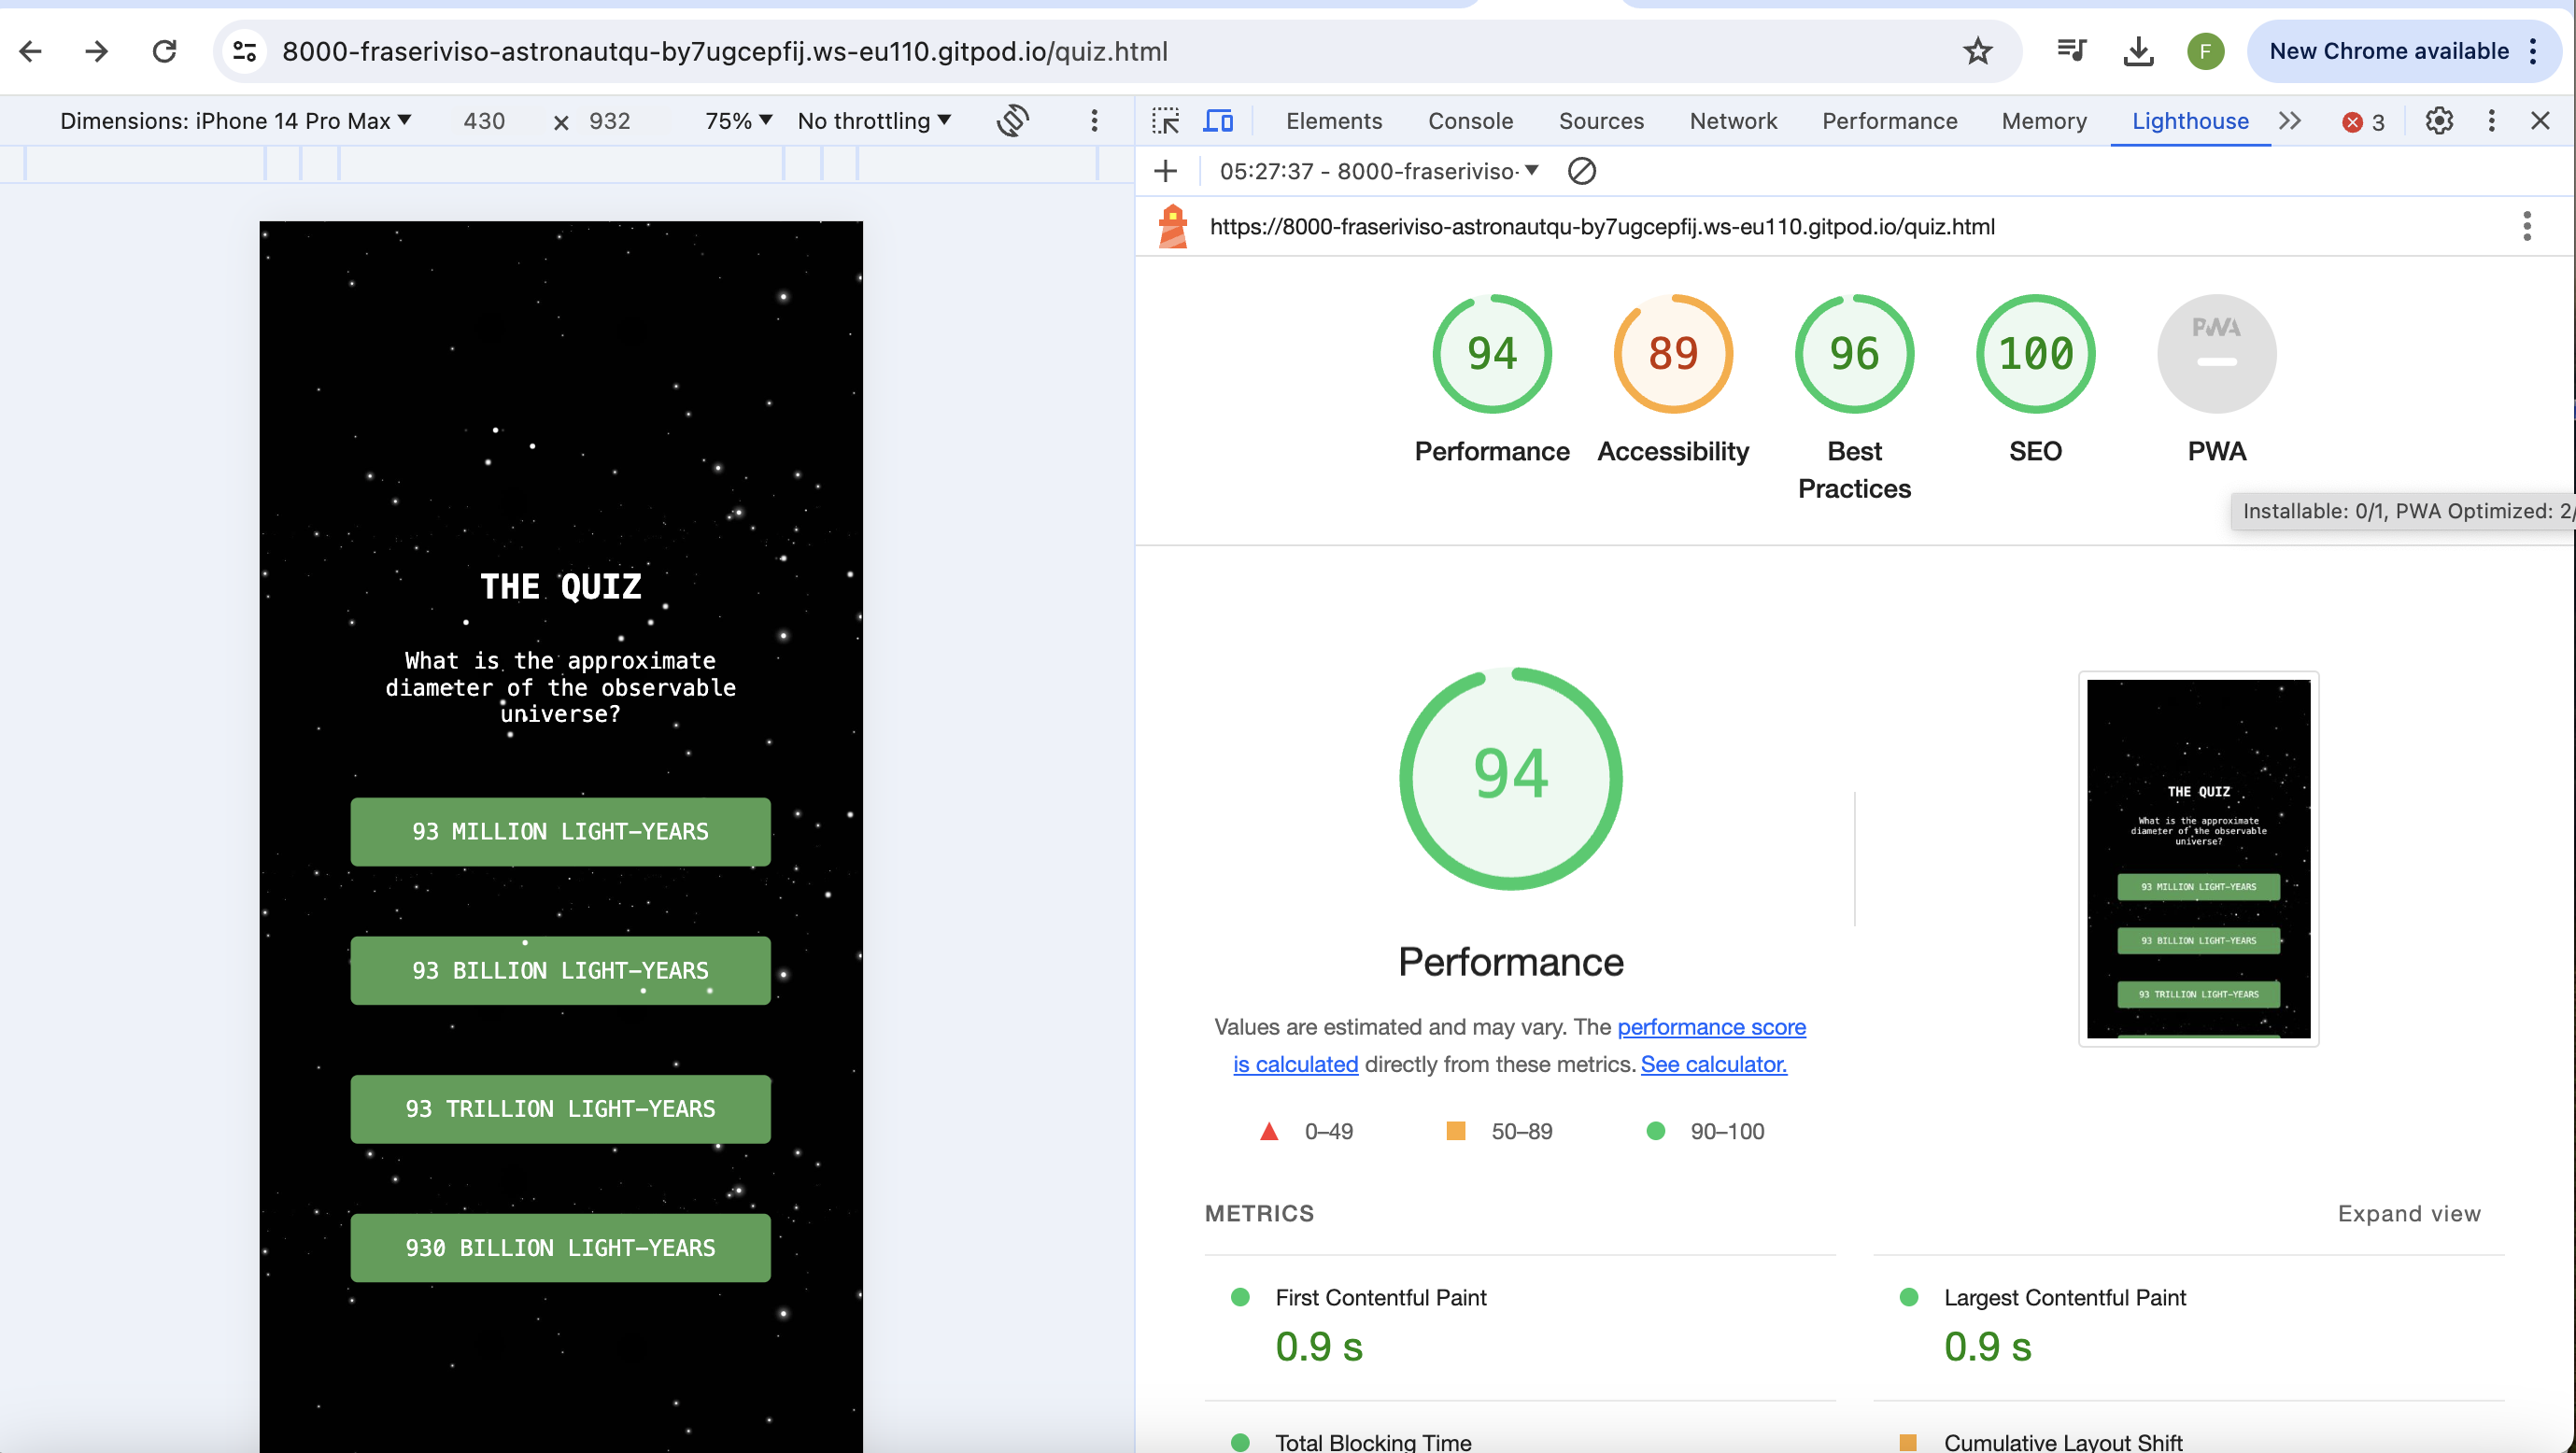 8000-fraseriviso-astronautqu-by7ugcepfij.ws-eu110.gitpod.io/quiz.html
F
New Chrome available
Dimensions: iPhone 14 Pro Max
430
×
932
75%
No throttling
Elements
Console
Sources
Network
Performance
Memory
Lighthouse
3
05:27:37 - 8000-fraseriviso-
https://8000-fraseriviso-astronautqu-by7ugcepfij.ws-eu110.gitpod.io/quiz.html
94
89
96
100
PWA
Performance
Accessibility
Best
Practices
SEO
PWA
Installable: 0/1, PWA Optimized: 2/
THE QUIZ
What is the approximate
diameter of the observable
universe?
93 MILLION LIGHT-YEARS
93 BILLION LIGHT-YEARS
93 TRILLION LIGHT-YEARS
930 BILLION LIGHT-YEARS
94
Performance
Values are estimated and may vary. The performance score
is calculated directly from these metrics. See calculator.
0–49
50–89
90–100
THE QUIZ
What is the approximate
diameter of the observable
universe?
93 MILLION LIGHT-YEARS
93 BILLION LIGHT-YEARS
93 TRILLION LIGHT-YEARS
METRICS
Expand view
First Contentful Paint
0.9 s
Largest Contentful Paint
0.9 s
Total Blocking Time
Cumulative Layout Shift